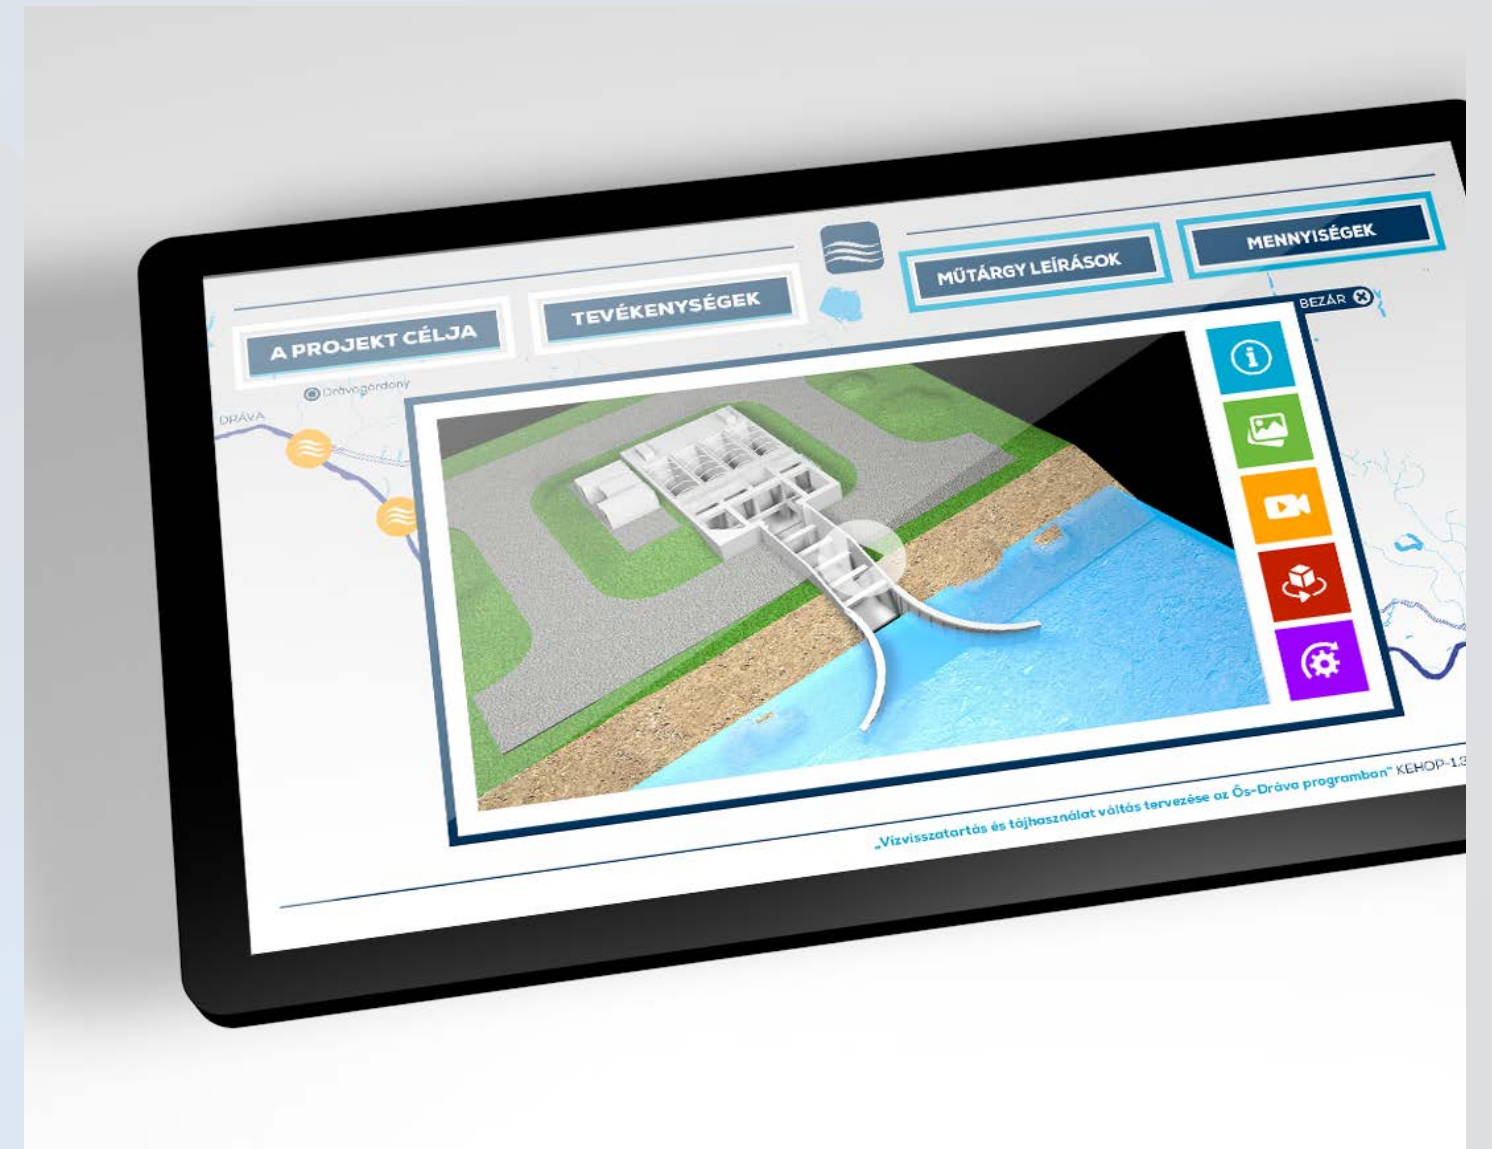 A PROJEKT CÉLJA
TEVÉKENYSÉGEK
MŰTÁRGY LEÍRÁSOK
MENNYISÉGEK
BEZÁR
Drávagárdony
DRÁVA
„Vízvisszatartás és tájhasználat váltás tervezése az Ős-Dráva programban” KEHOP-1.3